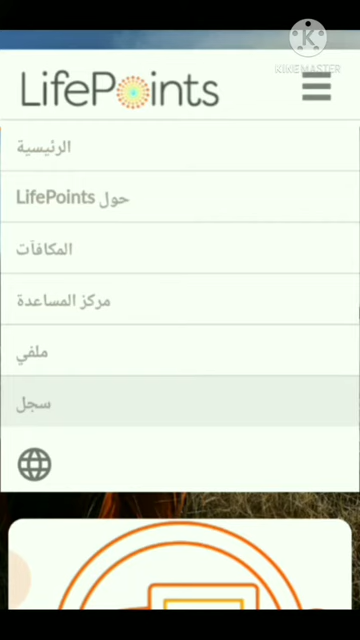 KINEMASTER
LifePoints
الرئيسية
حول LifePoints
المكافآت
مركز المساعدة
ملفي
سجل